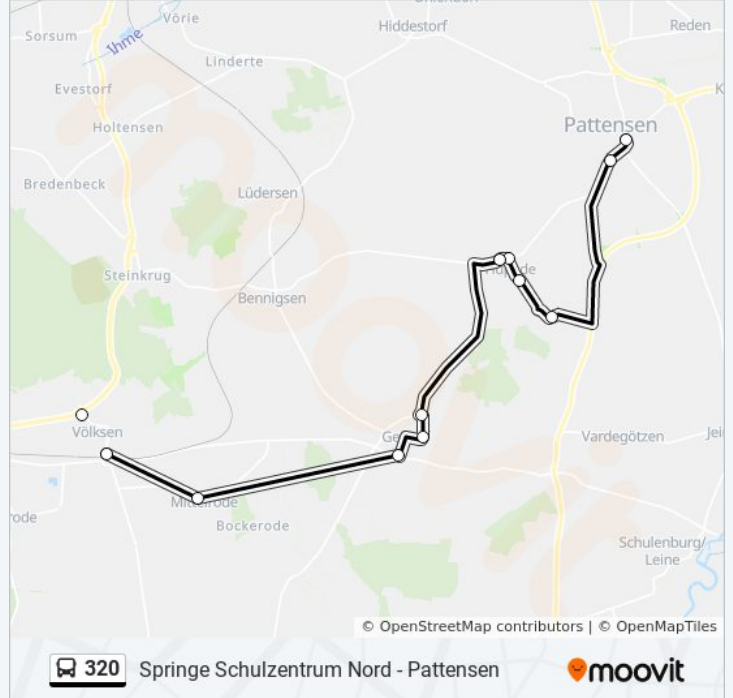 Vörie
Hiddestorf
Reden
Sorsum
Ihme
Linderte
Evestorf
Holtensen
Pattensen
Bredenbeck
Lüdersen
Steinkrug
Bennigsen
Völksen
Vardegötzen
Mittelrode
Bockerode
Schulenburg/
Leine
moovit
© OpenStreetMap contributors | © OpenMapTiles
320 Springe Schulzentrum Nord - Pattensen
moovit